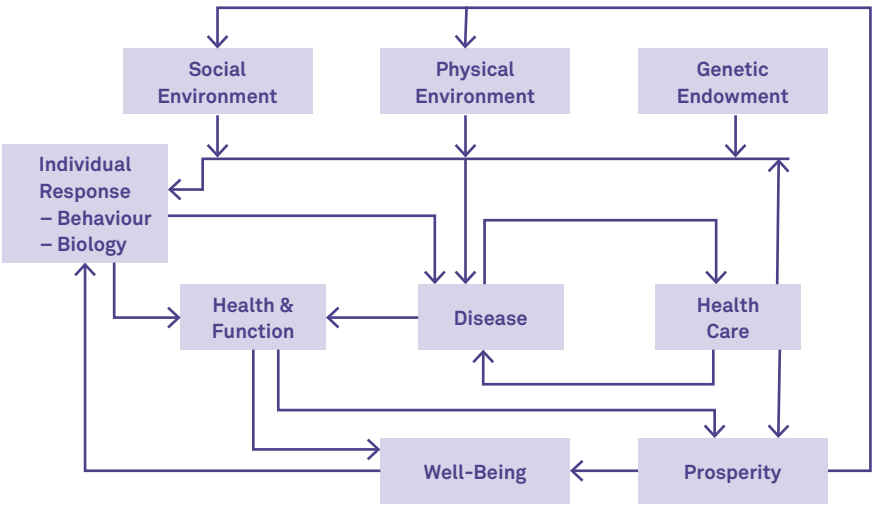 Social
Environment
Physical
Environment
Genetic
Endowment
Individual
Response
– Behaviour
– Biology
Health &
Function
Disease
Health
Care
Well-Being
Prosperity